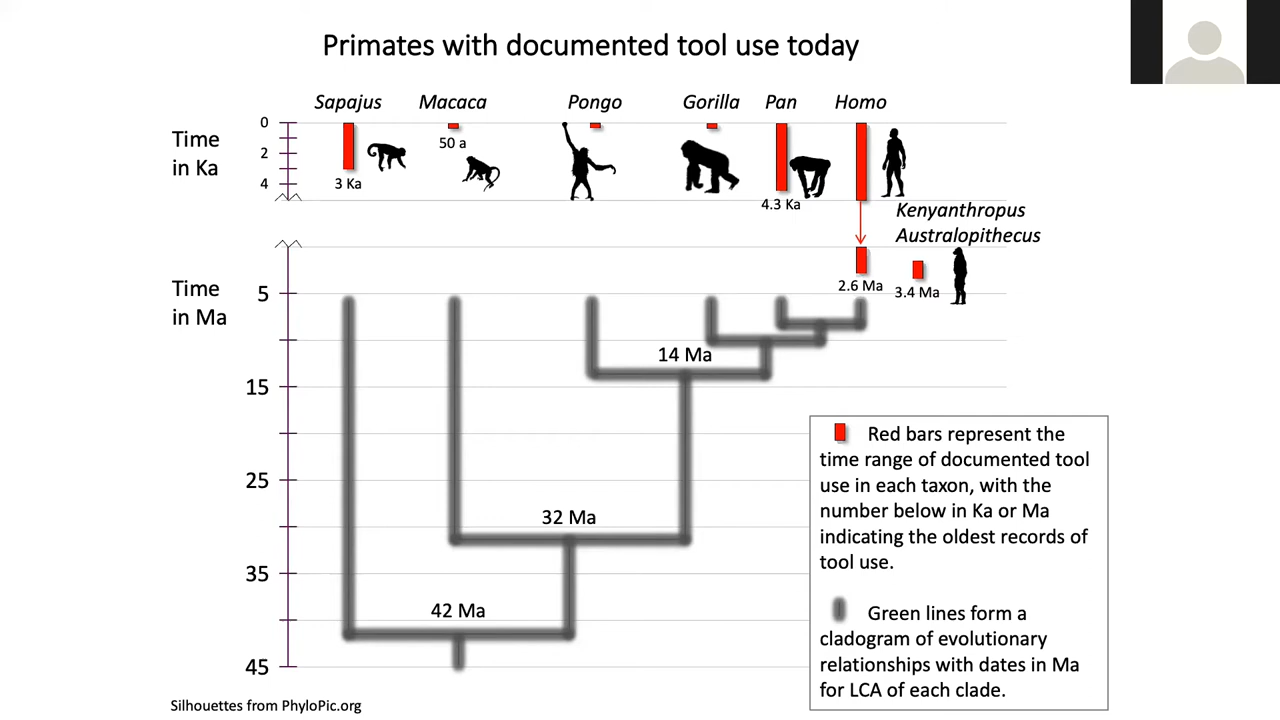 Primates with documented tool use today
Sapajus Macaca Pongo Gorilla Pan Homo
Time
in Ka
0
2
4
3 Ka
50 a
4.3 Ka
Kenyanthropus
Australopithecus
2.6 Ma
3.4 Ma
Time
in Ma
5
15
25
35
45
14 Ma
32 Ma
42 Ma
Red bars represent the
time range of documented tool
use in each taxon, with the
number below in Ka or Ma
indicating the oldest records of
tool use.
Green lines form a
cladogram of evolutionary
relationships with dates in Ma
for LCA of each clade.
Silhouettes from PhyloPic.org